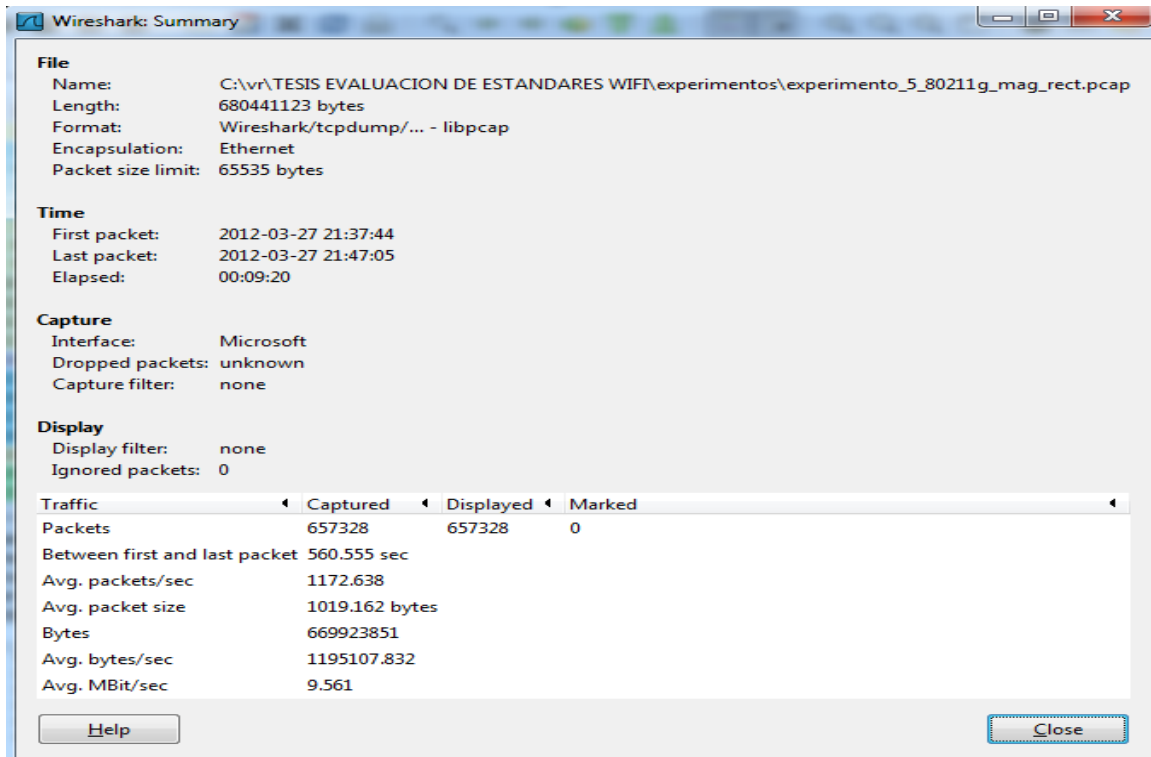 Wireshark: Summary
File
Name: C:\vr\TESIS EVALUACION DE ESTANDARES WIFI\experimentos\experimento_5_80211g_mag_rect.pcap
Length: 680441123 bytes
Format: Wireshark/tcpdump/... - libpcap
Encapsulation: Ethernet
Packet size limit: 65535 bytes
Time
First packet: 2012-03-27 21:37:44
Last packet: 2012-03-27 21:47:05
Elapsed: 00:09:20
Capture
Interface: Microsoft
Dropped packets: unknown
Capture filter: none
Display
Display filter: none
Ignored packets: 0
Traffic Captured Displayed Marked
Packets 657328 657328 0
Between first and last packet 560.555 sec
Avg. packets/sec 1172.638
Avg. packet size 1019.162 bytes
Bytes 669923851
Avg. bytes/sec 1195107.832
Avg. MBit/sec 9.561
Help Close